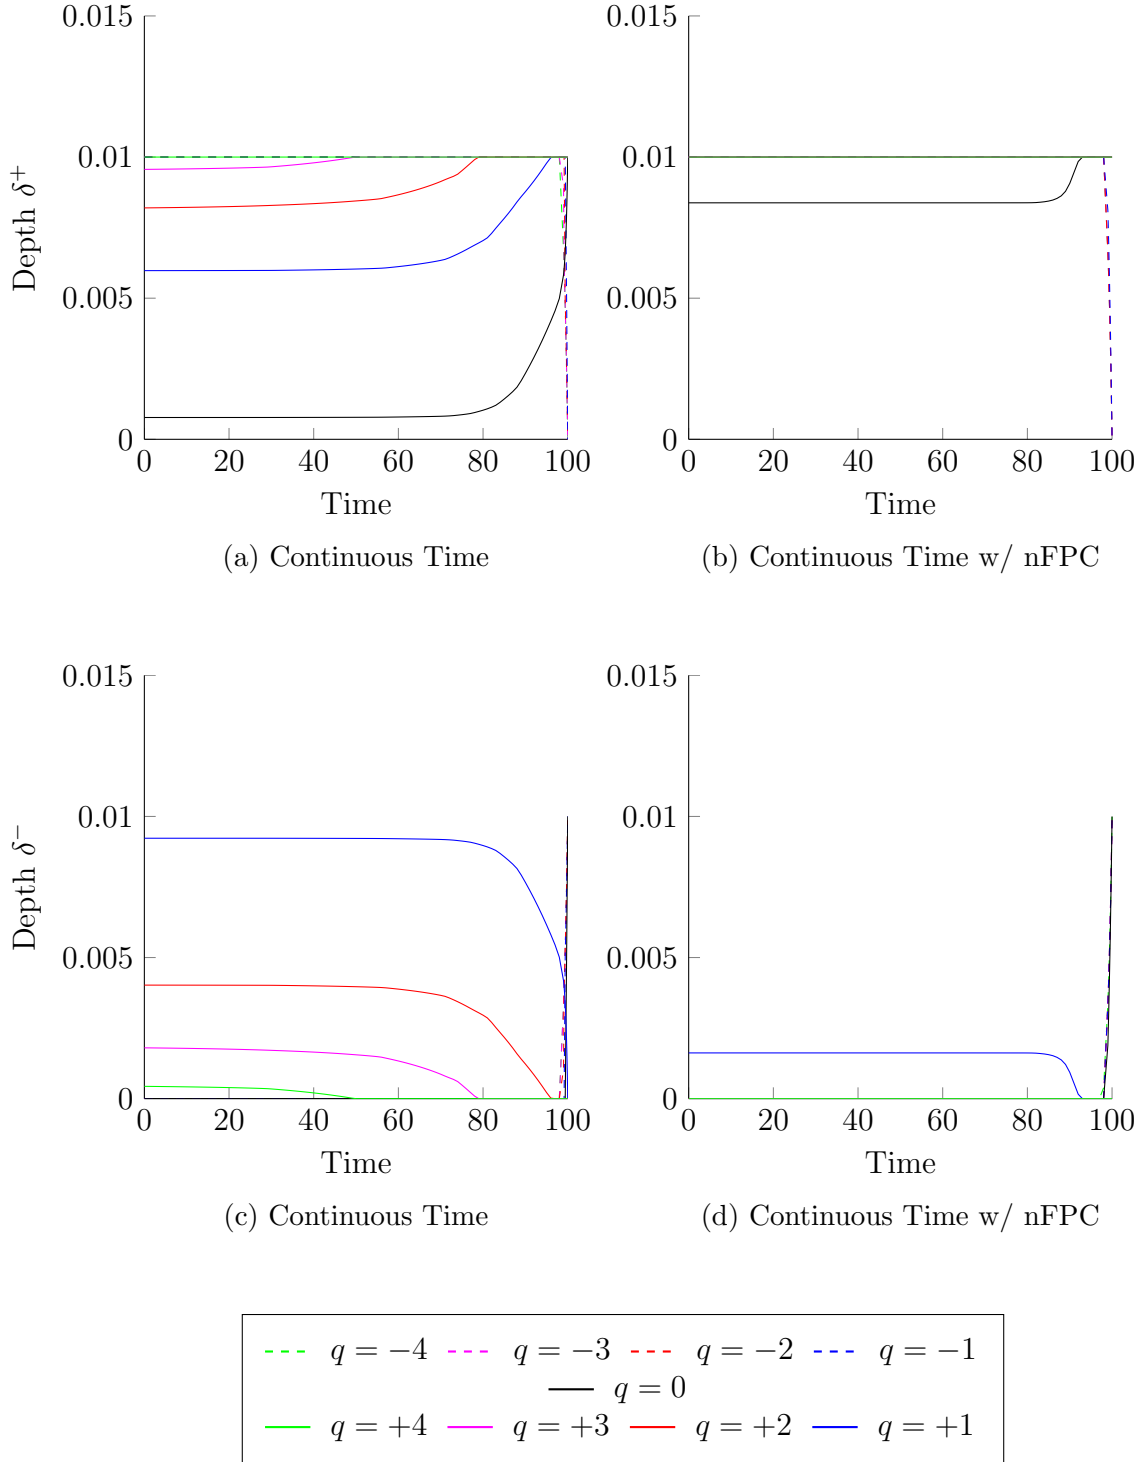 0.015 0.015
0.01 0.01
0.005 0.005
0 0
Depth δ⁺
0 20 40 60 80 100 0 20 40 60 80 100
Time Time
(a) Continuous Time (b) Continuous Time w/ nFPC
0.015 0.015
0.01 0.01
0.005 0.005
0 0
Depth δ⁻
0 20 40 60 80 100 0 20 40 60 80 100
Time Time
(c) Continuous Time (d) Continuous Time w/ nFPC
q = −4 q = −3 q = −2 q = −1
q = 0
q = +4 q = +3 q = +2 q = +1